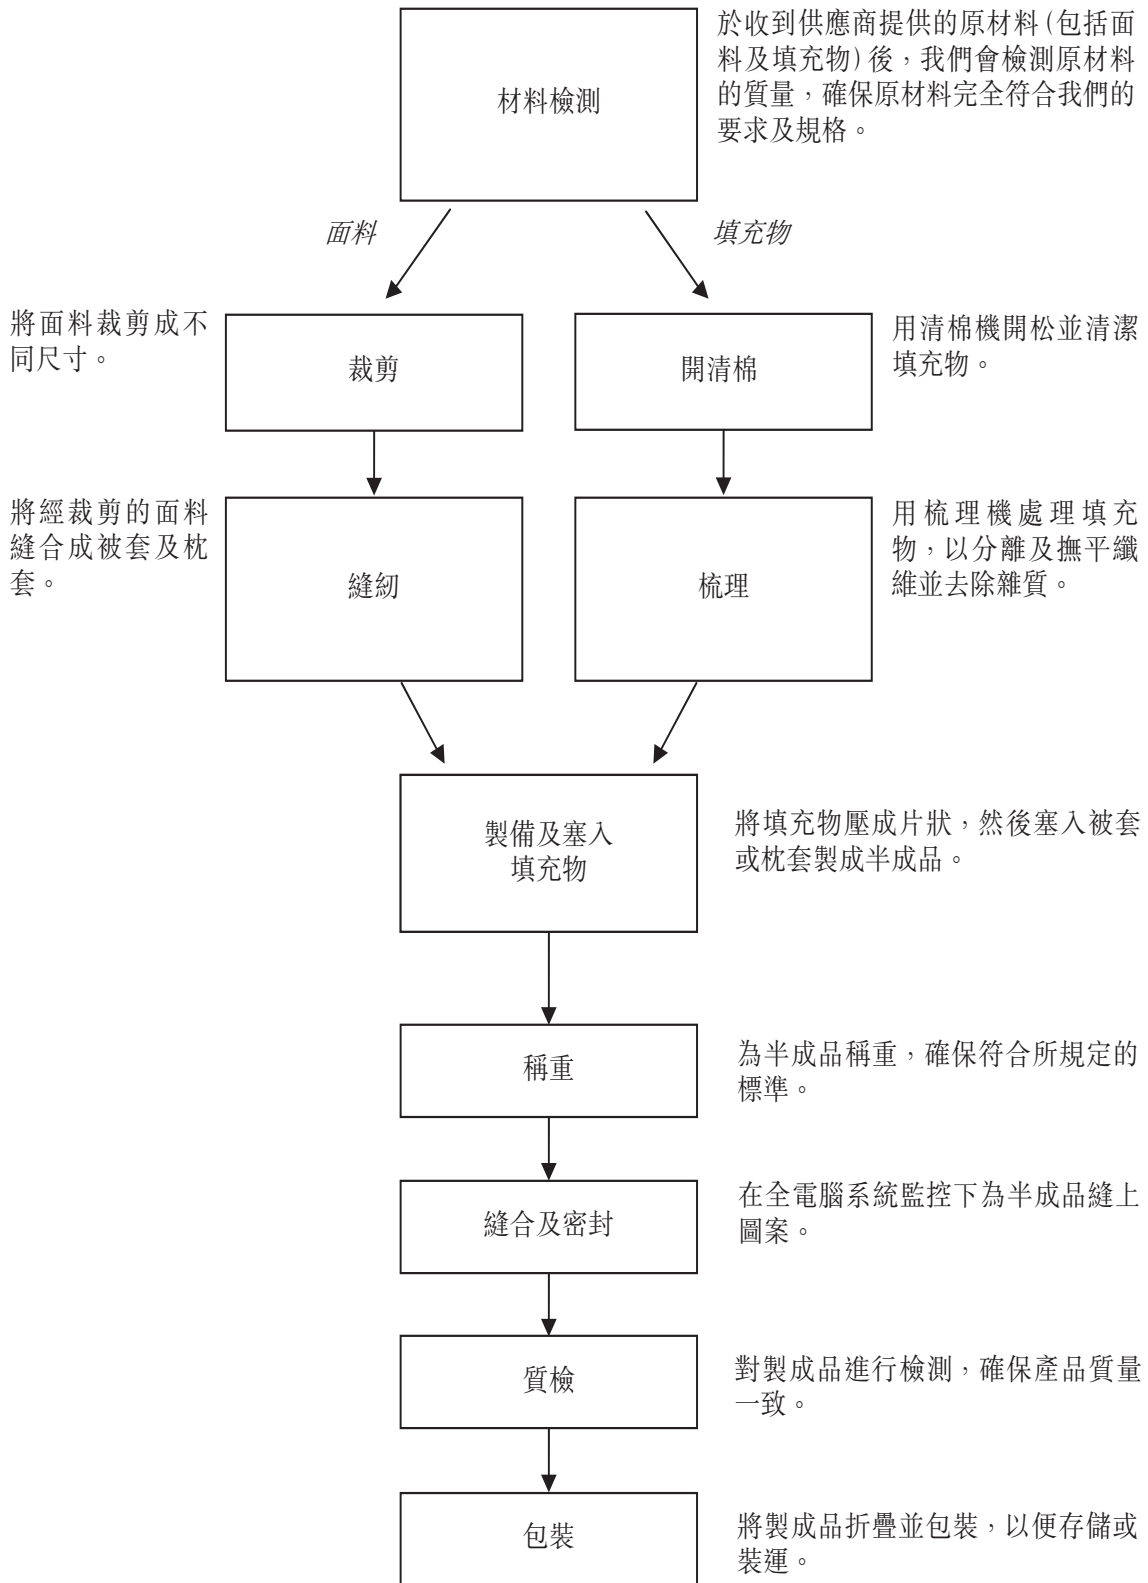 材料檢測
於收到供應商提供的原材料(包括面
料及填充物)後，我們會檢測原材料
的質量，確保原材料完全符合我們的
要求及規格。
面料
填充物
將面料裁剪成不
同尺寸。
裁剪
開清棉
用清棉機開松並清潔
填充物。
將經裁剪的面料
縫合成被套及枕
套。
縫紉
梳理
用梳理機處理填充
物，以分離及撫平纖
維並去除雜質。
製備及塞入
填充物
將填充物壓成片狀，然後塞入被套
或枕套製成半成品。
稱重
為半成品稱重，確保符合所規定的
標準。
縫合及密封
在全電腦系統監控下為半成品縫上
圖案。
質檢
對製成品進行檢測，確保產品質量
一致。
包裝
將製成品折疊並包裝，以便存儲或
裝運。